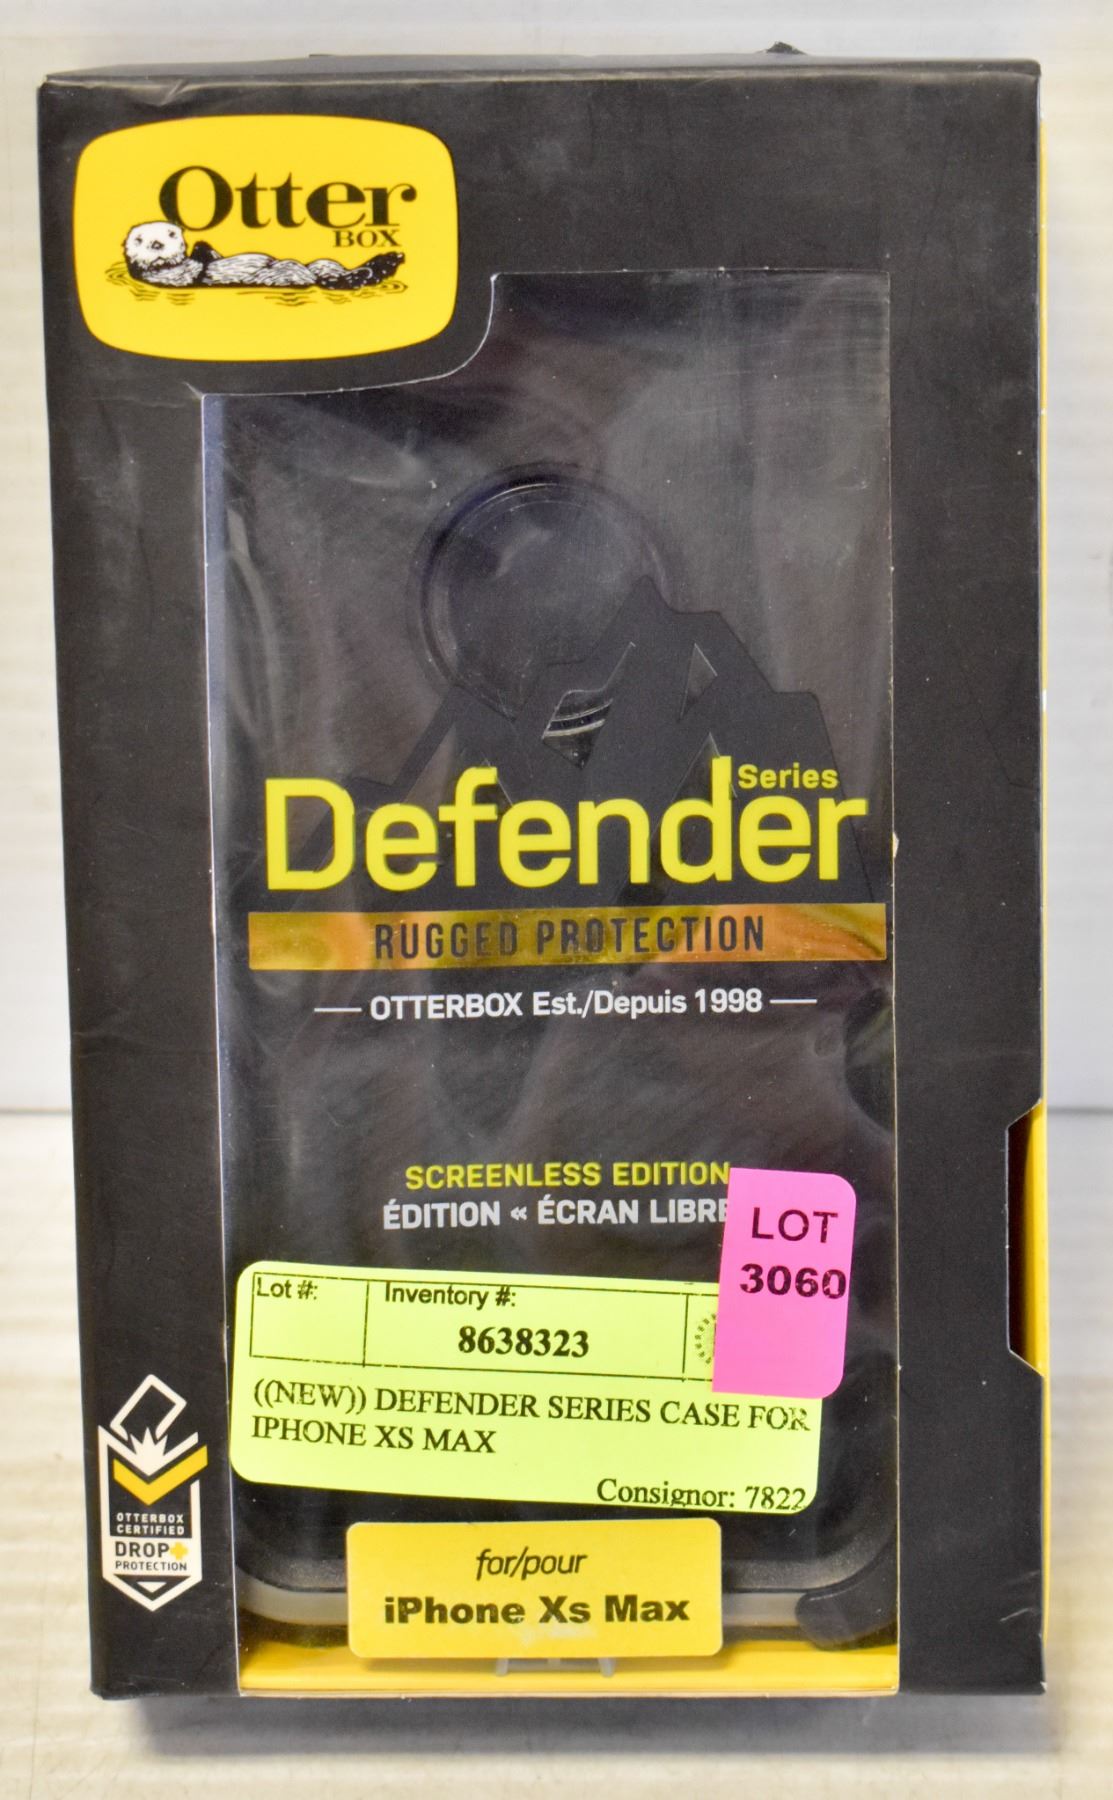 Otter
BOX
Series
Defender
RUGGED PROTECTION
OTTERBOX Est./Depuis 1998
SCREENLESS EDITION
ÉDITION « ÉCRAN LIBRE
LOT
3060
Lot #:
Inventory #:
8638323
((NEW)) DEFENDER SERIES CASE FOR
IPHONE XS MAX
Consignor: 7822
OTTERBOX
CERTIFIED
DROP+
PROTECTION
for/pour
iPhone Xs Max